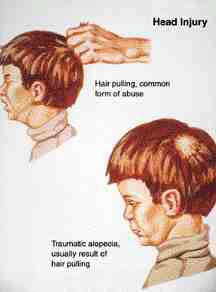 Head Injury
Hair pulling, common
form of abuse
Traumatic alopecia,
usually result of
hair pulling